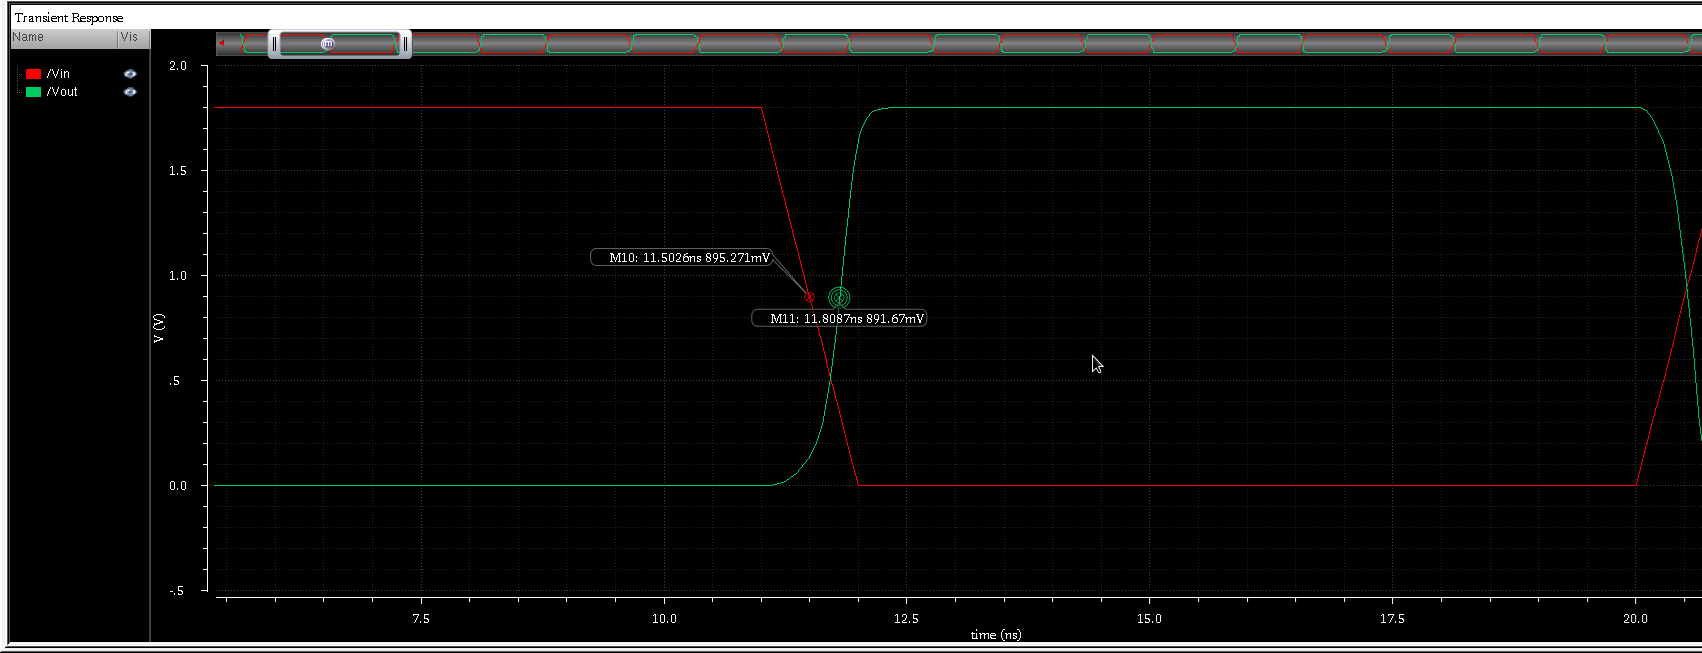 Transient Response
Name Vis
/Vin
/Vout
m
2.0
1.5
1.0
.5
0.0
-.5
V (V)
M10: 11.5026ns 895.271mV
M11: 11.8087ns 891.67mV
7.5 10.0 12.5 15.0 17.5 20.0
time (ns)